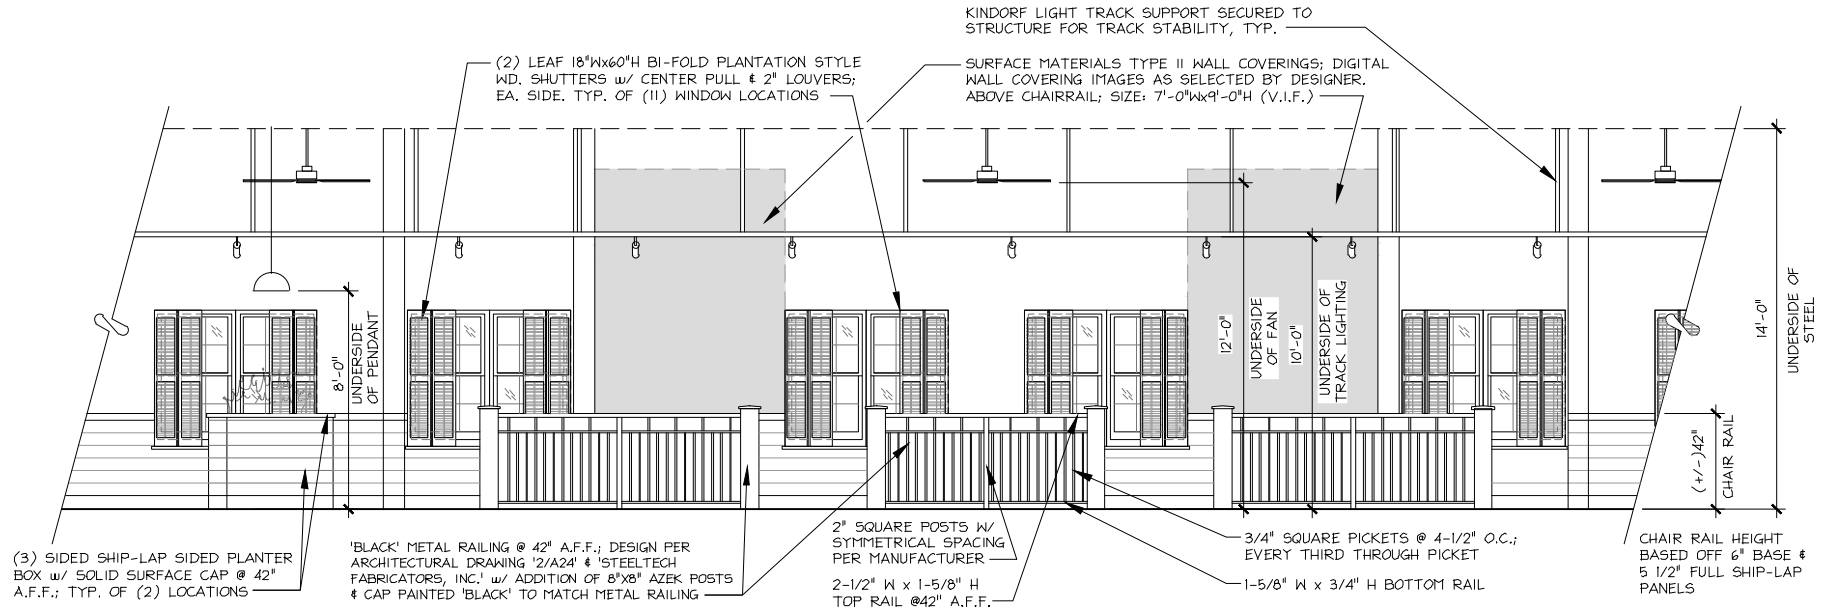 KINDORF LIGHT TRACK SUPPORT SECURED TO
STRUCTURE FOR TRACK STABILITY, TYP.
(2) LEAF 18"Wx60"H BI-FOLD PLANTATION STYLE
WD. SHUTTERS w/ CENTER PULL & 2" LOUVERS;
EA. SIDE. TYP. OF (11) WINDOW LOCATIONS
SURFACE MATERIALS TYPE II WALL COVERINGS; DIGITAL
WALL COVERING IMAGES AS SELECTED BY DESIGNER.
ABOVE CHAIRRAIL; SIZE: 7'-0"Wx9'-0"H (V.I.F.)
8'-0"
UNDERSIDE
OF PENDANT
12'-0"
UNDERSIDE
OF FAN
10'-0"
UNDERSIDE OF
TRACK LIGHTING
14'-0"
UNDERSIDE OF
STEEL
(+/-)42"
CHAIR RAIL
(3) SIDED SHIP-LAP SIDED PLANTER
BOX w/ SOLID SURFACE CAP @ 42"
A.F.F.; TYP. OF (2) LOCATIONS
'BLACK' METAL RAILING @ 42" A.F.F.; DESIGN PER
ARCHITECTURAL DRAWING '2/A24' & 'STEELTECH
FABRICATORS, INC.' w/ ADDITION OF 8"X8" AZEK POSTS
& CAP PAINTED 'BLACK' TO MATCH METAL RAILING
2" SQUARE POSTS W/
SYMMETRICAL SPACING
PER MANUFACTURER
2-1/2" W x 1-5/8" H
TOP RAIL @42" A.F.F.
3/4" SQUARE PICKETS @ 4-1/2" O.C.;
EVERY THIRD THROUGH PICKET
1-5/8" W x 3/4" H BOTTOM RAIL
CHAIR RAIL HEIGHT
BASED OFF 6" BASE &
5 1/2" FULL SHIP-LAP
PANELS